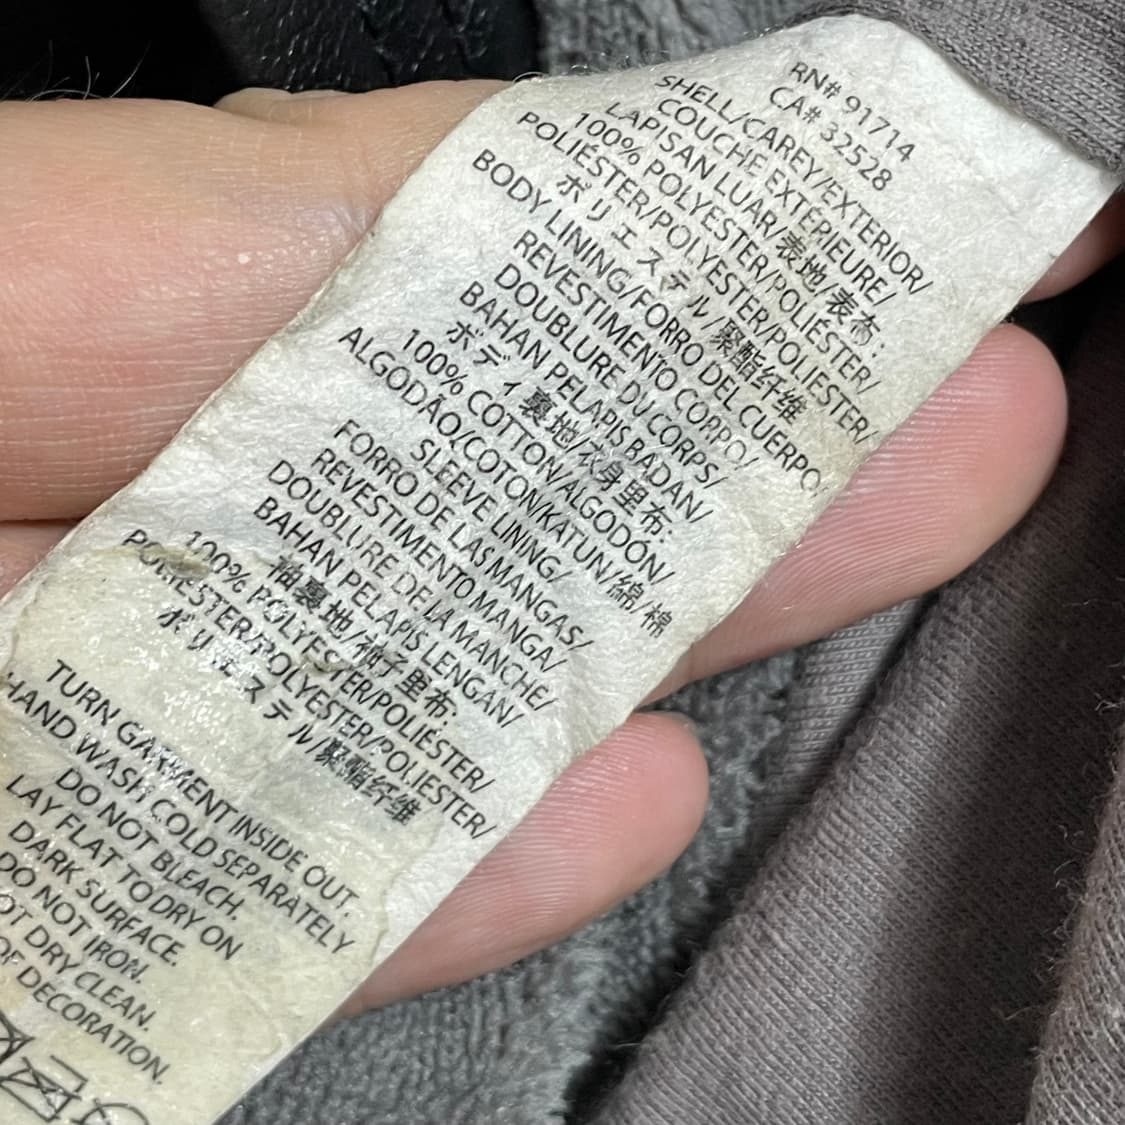 RN# 91714
CA# 32528
SHELL/CAREY/EXTERIOR/
COUCHE EXTÉRIEURE/
LAPISAN LUAR/表地/表布:
100% POLYESTER/POLIÉSTER/
POLIÉSTER/POLYESTER/POLIESTER/
ポリエステル/聚酯纤维
BODY LINING/FORRO DEL CUERPO/
REVESTIMENTO CORPO/
DOUBLURE DU CORPS/
BAHAN PELAPIS BADAN/
ボディ裏地/衣身里布:
100% COTTON/ALGODÓN/
ALGODÃO/COTON/KATUN/綿/棉
SLEEVE LINING/
FORRO DE LAS MANGAS/
REVESTIMENTO MANGA/
DOUBLURE DE LA MANCHE/
BAHAN PELAPIS LENGAN/
袖裏地/袖子里布:
100% POLYESTER/POLIÉSTER/
POLIÉSTER/POLYESTER/POLIESTER/
ポリエステル/聚酯纤维
TURN GARMENT INSIDE OUT.
HAND WASH COLD SEPARATELY
DO NOT BLEACH.
LAY FLAT TO DRY ON
DARK SURFACE.
DO NOT IRON.
DRY CLEAN.
OF DECORATION.